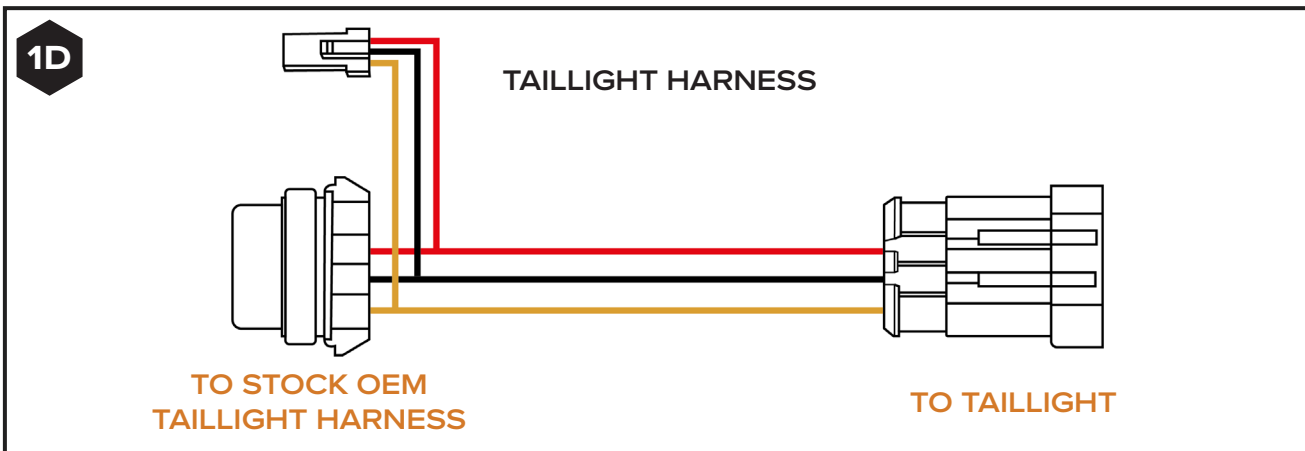 1D
TAILLIGHT HARNESS
TO STOCK OEM
TAILLIGHT HARNESS
TO TAILLIGHT